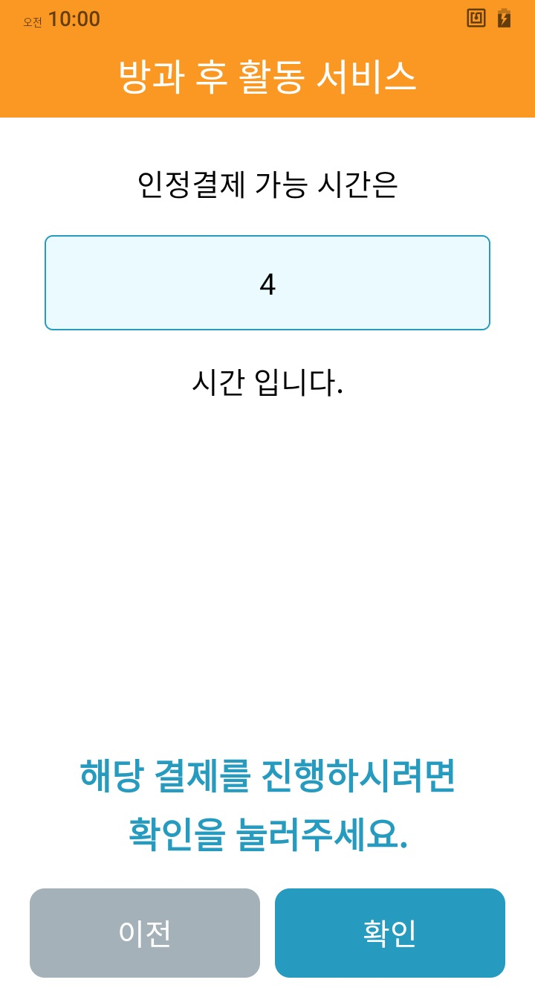 오전 10:00
방과 후 활동 서비스
인정결제 가능 시간은
4
시간 입니다.
해당 결제를 진행하시려면
확인을 눌러주세요.
이전 확인